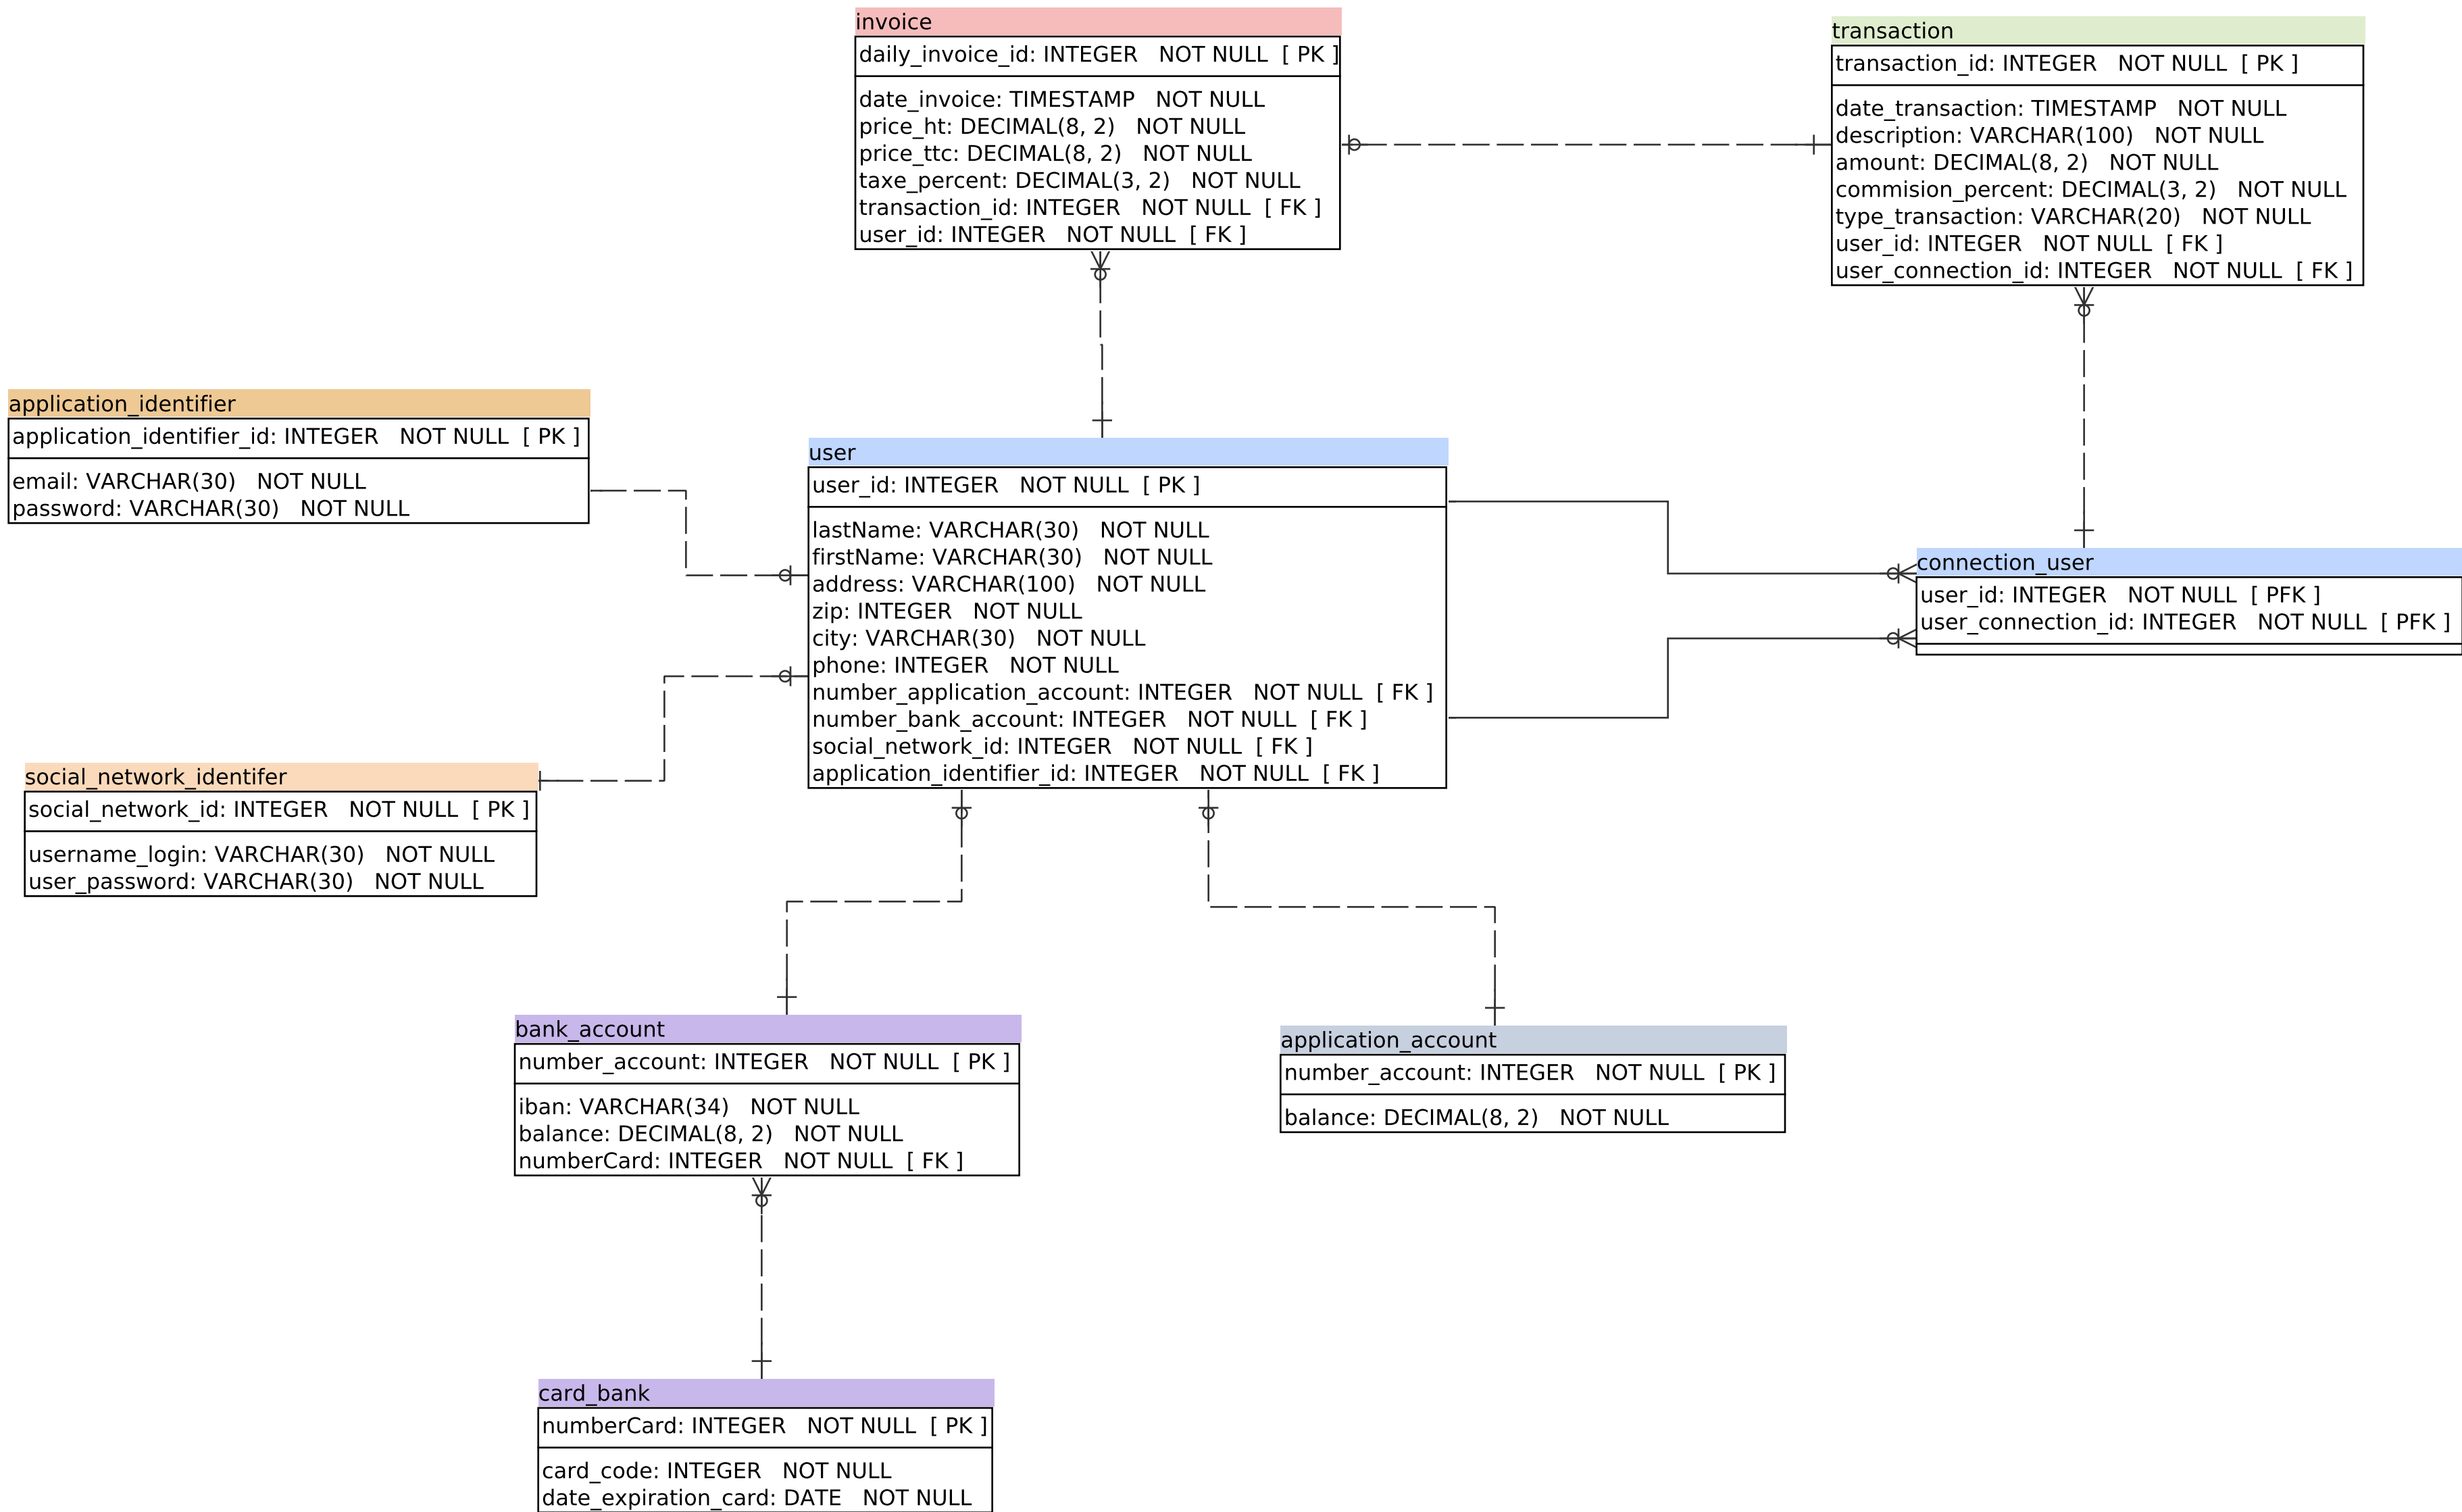 invoice
daily_invoice_id: INTEGER NOT NULL [ PK ]
date_invoice: TIMESTAMP NOT NULL
price_ht: DECIMAL(8, 2) NOT NULL
price_ttc: DECIMAL(8, 2) NOT NULL
taxe_percent: DECIMAL(3, 2) NOT NULL
transaction_id: INTEGER NOT NULL [ FK ]
user_id: INTEGER NOT NULL [ FK ]
transaction
transaction_id: INTEGER NOT NULL [ PK ]
date_transaction: TIMESTAMP NOT NULL
description: VARCHAR(100) NOT NULL
amount: DECIMAL(8, 2) NOT NULL
commision_percent: DECIMAL(3, 2) NOT NULL
type_transaction: VARCHAR(20) NOT NULL
user_id: INTEGER NOT NULL [ FK ]
user_connection_id: INTEGER NOT NULL [ FK ]
application_identifier
application_identifier_id: INTEGER NOT NULL [ PK ]
email: VARCHAR(30) NOT NULL
password: VARCHAR(30) NOT NULL
user
user_id: INTEGER NOT NULL [ PK ]
lastName: VARCHAR(30) NOT NULL
firstName: VARCHAR(30) NOT NULL
address: VARCHAR(100) NOT NULL
zip: INTEGER NOT NULL
city: VARCHAR(30) NOT NULL
phone: INTEGER NOT NULL
number_application_account: INTEGER NOT NULL [ FK ]
number_bank_account: INTEGER NOT NULL [ FK ]
social_network_id: INTEGER NOT NULL [ FK ]
application_identifier_id: INTEGER NOT NULL [ FK ]
connection_user
user_id: INTEGER NOT NULL [ PFK ]
user_connection_id: INTEGER NOT NULL [ PFK ]
social_network_identifer
social_network_id: INTEGER NOT NULL [ PK ]
username_login: VARCHAR(30) NOT NULL
user_password: VARCHAR(30) NOT NULL
bank_account
number_account: INTEGER NOT NULL [ PK ]
iban: VARCHAR(34) NOT NULL
balance: DECIMAL(8, 2) NOT NULL
numberCard: INTEGER NOT NULL [ FK ]
application_account
number_account: INTEGER NOT NULL [ PK ]
balance: DECIMAL(8, 2) NOT NULL
card_bank
numberCard: INTEGER NOT NULL [ PK ]
card_code: INTEGER NOT NULL
date_expiration_card: DATE NOT NULL